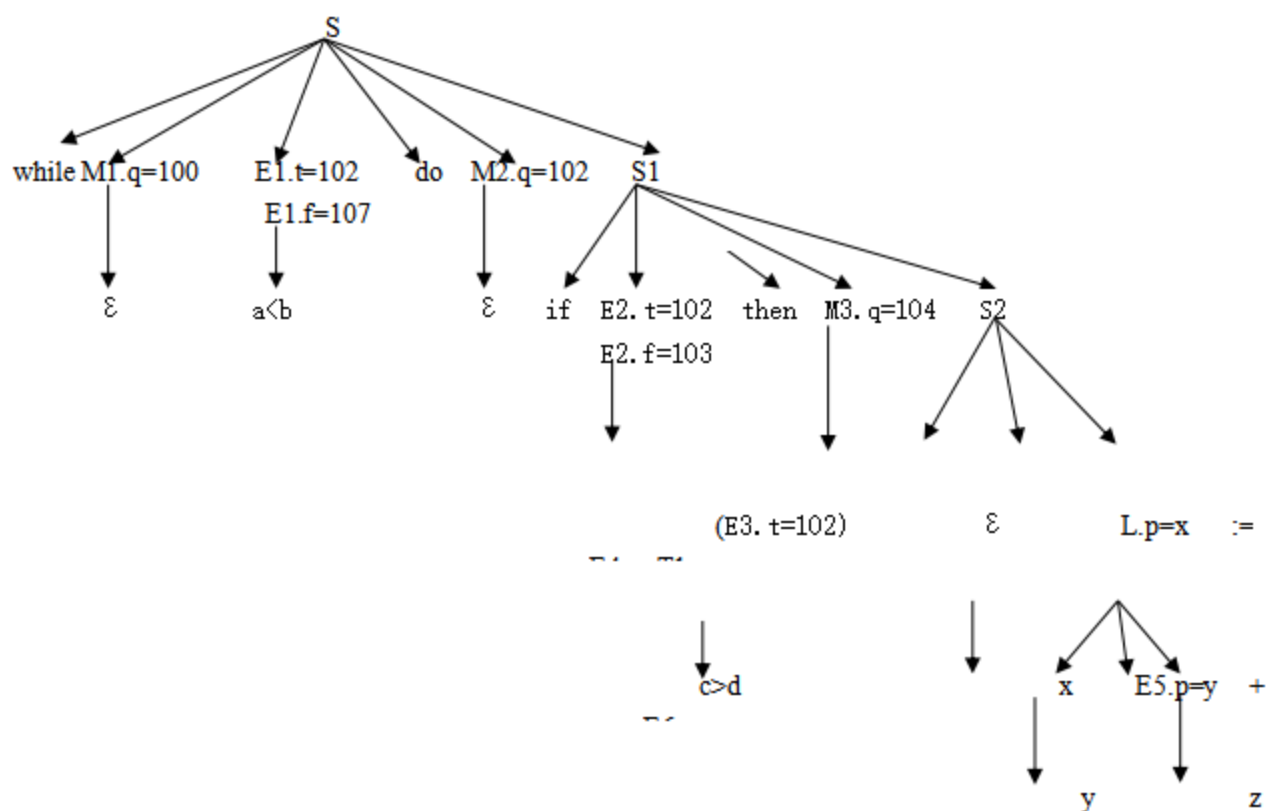 S
while M1.q=100 E1.t=102 do M2.q=102 S1
E1.f=107
ε a<b ε if E2.t=102 then M3.q=104 S2
E2.f=103
(E3.t=102) ε L.p=x :=
c>d x E5.p=y +
y z